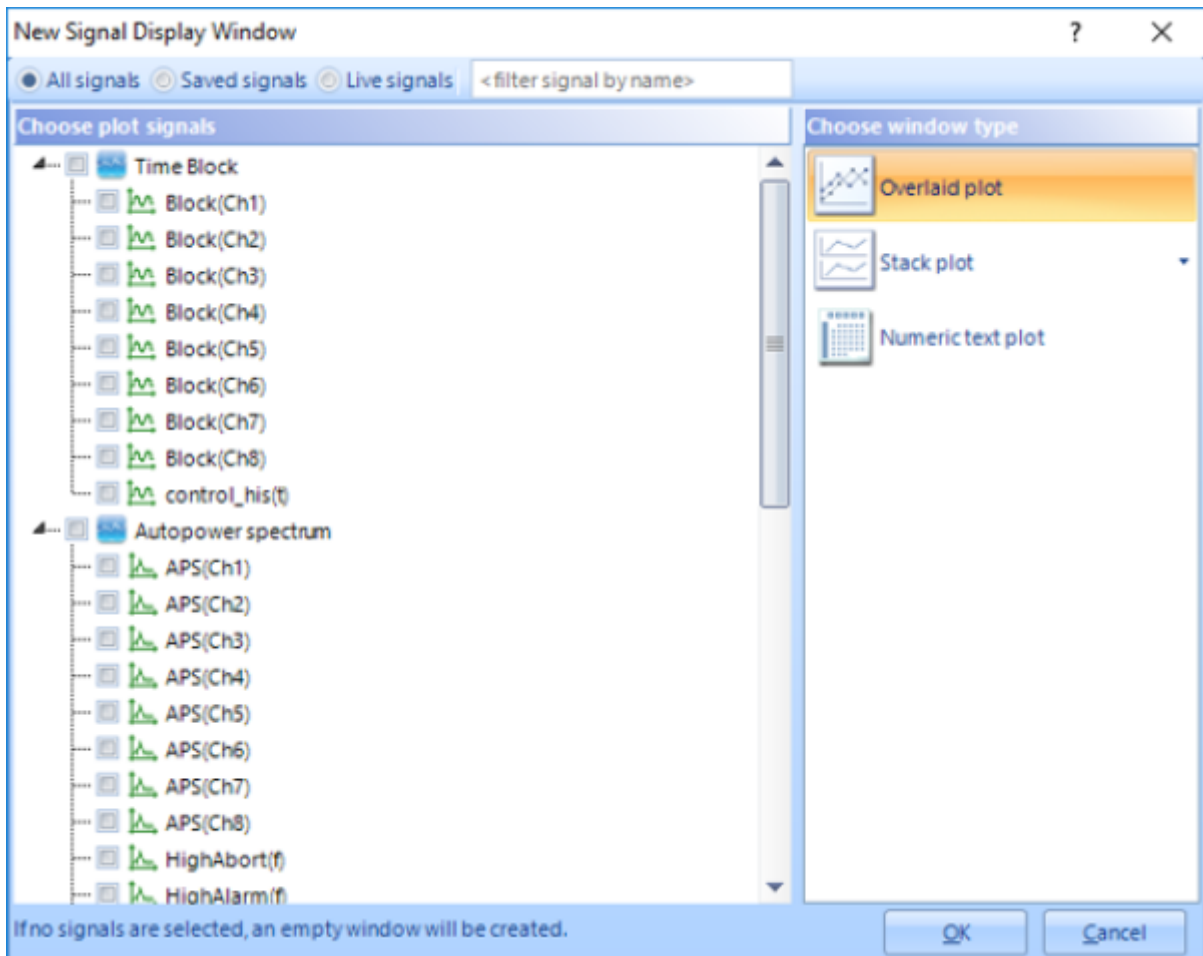 New Signal Display Window
?
All signals Saved signals Live signals <filter signal by name>
Choose plot signals
Time Block
Block(Ch1)
Block(Ch2)
Block(Ch3)
Block(Ch4)
Block(Ch5)
Block(Ch6)
Block(Ch7)
Block(Ch8)
control_his(t)
Autopower spectrum
APS(Ch1)
APS(Ch2)
APS(Ch3)
APS(Ch4)
APS(Ch5)
APS(Ch6)
APS(Ch7)
APS(Ch8)
HighAbort(f)
HighAlarm(f)
Choose window type
Overlaid plot
Stack plot
Numeric text plot
If no signals are selected, an empty window will be created.
OK
Cancel